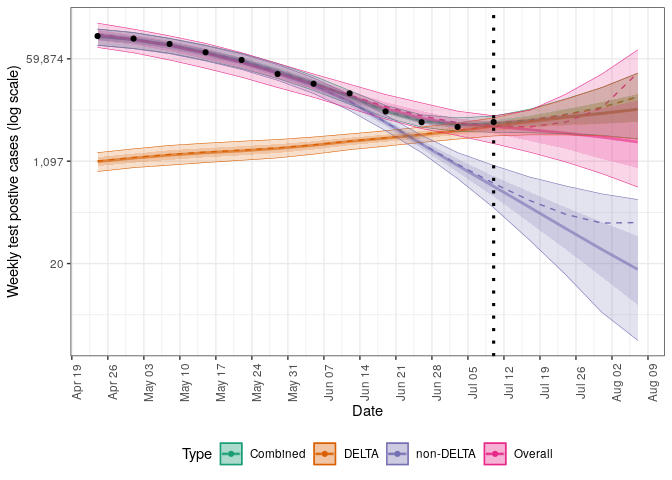 Weekly test postive cases (log scale)
59,874
1,097
20
Apr 19
Apr 26
May 03
May 10
May 17
May 24
May 31
Jun 07
Jun 14
Jun 21
Jun 28
Jul 05
Jul 12
Jul 19
Jul 26
Aug 02
Aug 09
Date
Type Combined DELTA non-DELTA Overall